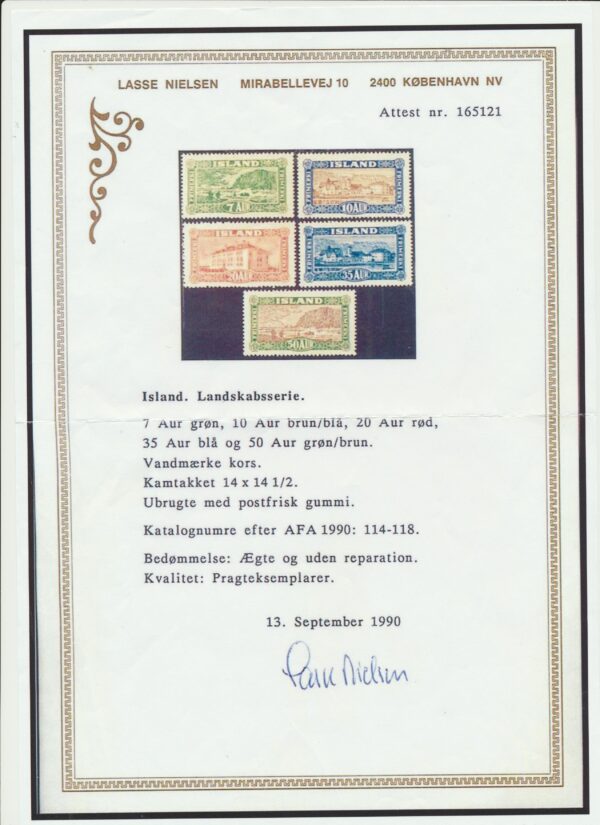 LASSE NIELSEN MIRABELLEVEJ 10 2400 KØBENHAVN NV
Attest nr. 165121
ISLAND
7 AUR
ISLAND
10 AUR
ISLAND
20 AUR
ISLAND
35 AUR
ISLAND
50 AUR
Island. Landskabsserie.
7 Aur grøn, 10 Aur brun/blå, 20 Aur rød,
35 Aur blå og 50 Aur grøn/brun.
Vandmærke kors.
Kamtakket 14 x 14 1/2.
Ubrugte med postfrisk gummi.
Katalognumre efter AFA 1990: 114-118.
Bedømmelse: Ægte og uden reparation.
Kvalitet: Pragteksemplarer.
13. September 1990
Lasse Nielsen